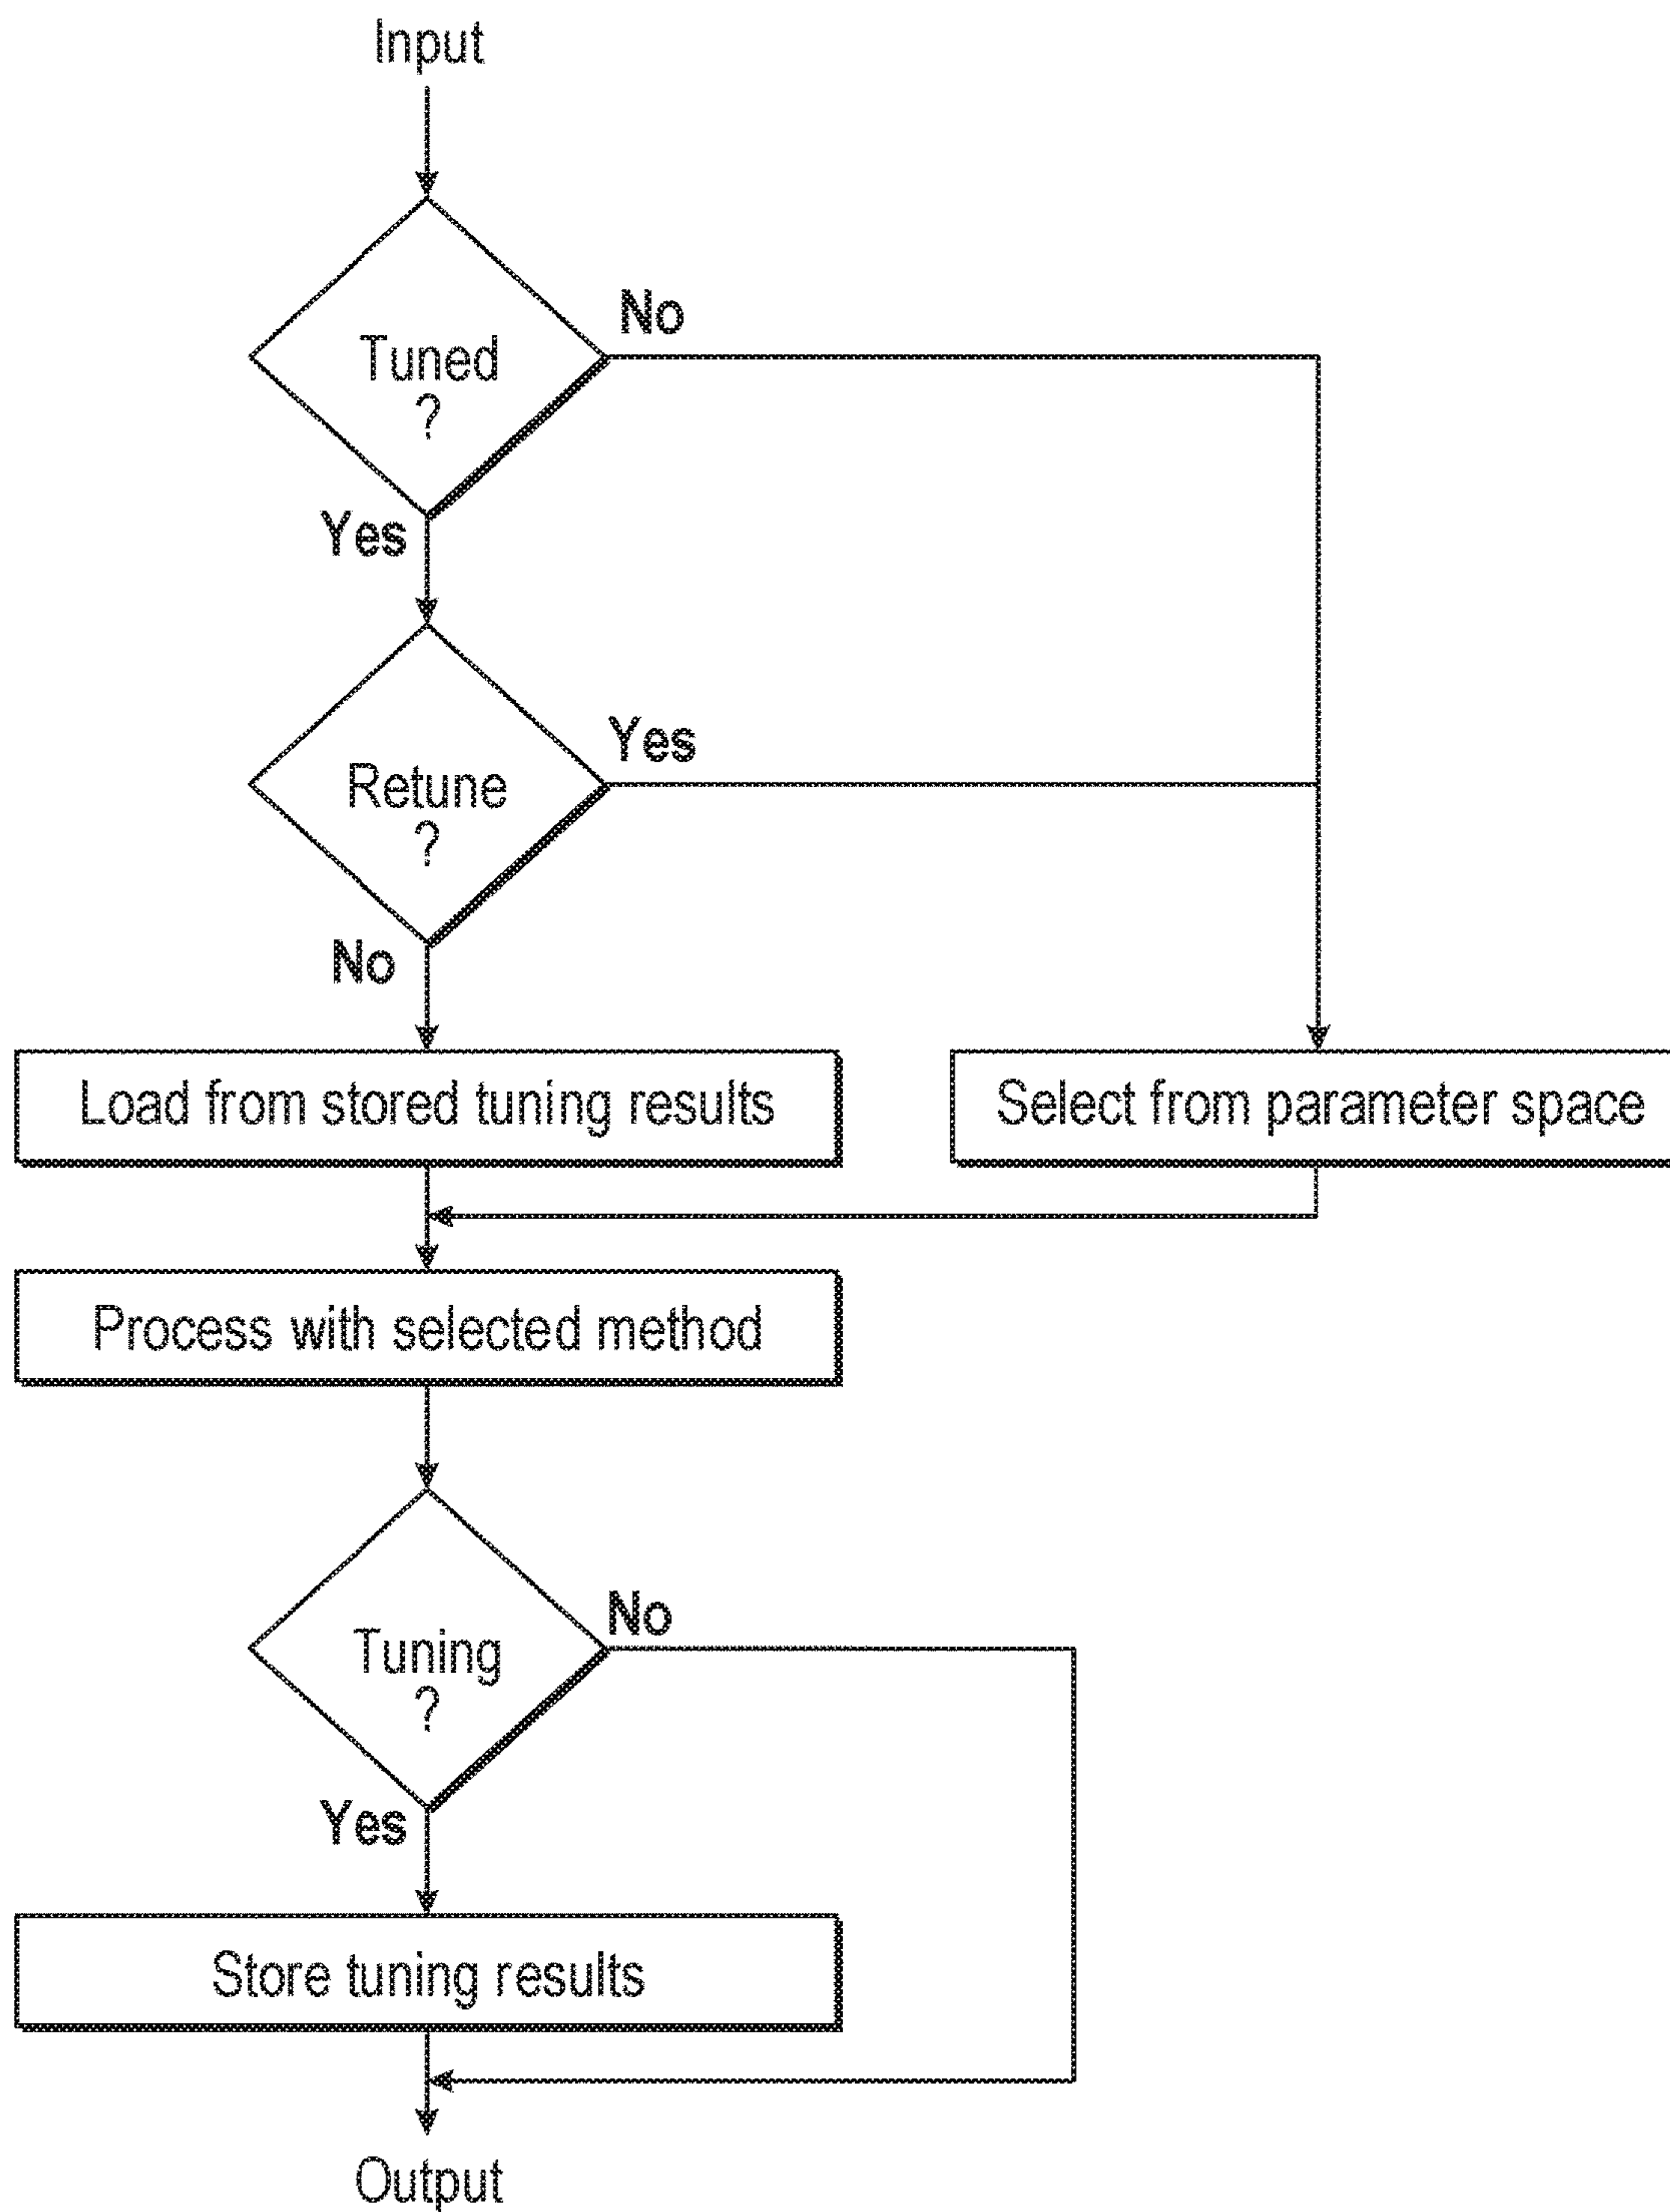 Input
Tuned
?
No
Yes
Retune
?
Yes
No
Load from stored tuning results
Select from parameter space
Process with selected method
Tuning
?
No
Yes
Store tuning results
Output